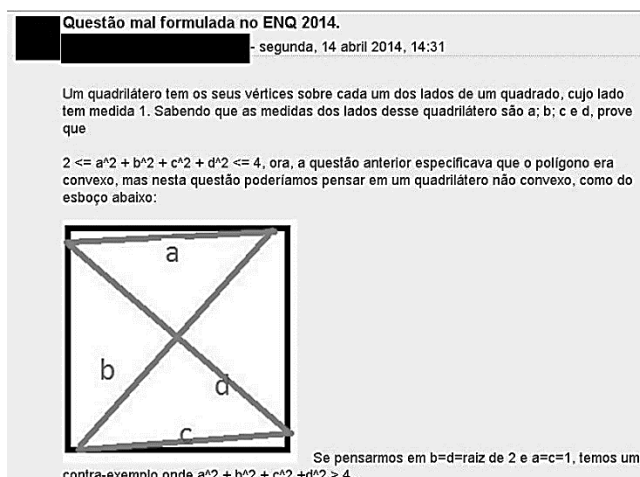 Questão mal formulada no ENQ 2014.
- segunda, 14 abril 2014, 14:31
Um quadrilátero tem os seus vértices sobre cada um dos lados de um quadrado, cujo lado
tem medida 1. Sabendo que as medidas dos lados desse quadrilátero são a; b; c e d, prove
que
2 <= a^2 + b^2 + c^2 + d^2 <= 4, ora, a questão anterior especificava que o polígono era
convexo, mas nesta questão poderíamos pensar em um quadrilátero não convexo, como do
esboço abaixo:
a
b
d
c
Se pensarmos em b=d=raiz de 2 e a=c=1, temos um
contra-exemplo onde a^2 + b^2 + c^2 +d^2 > 4